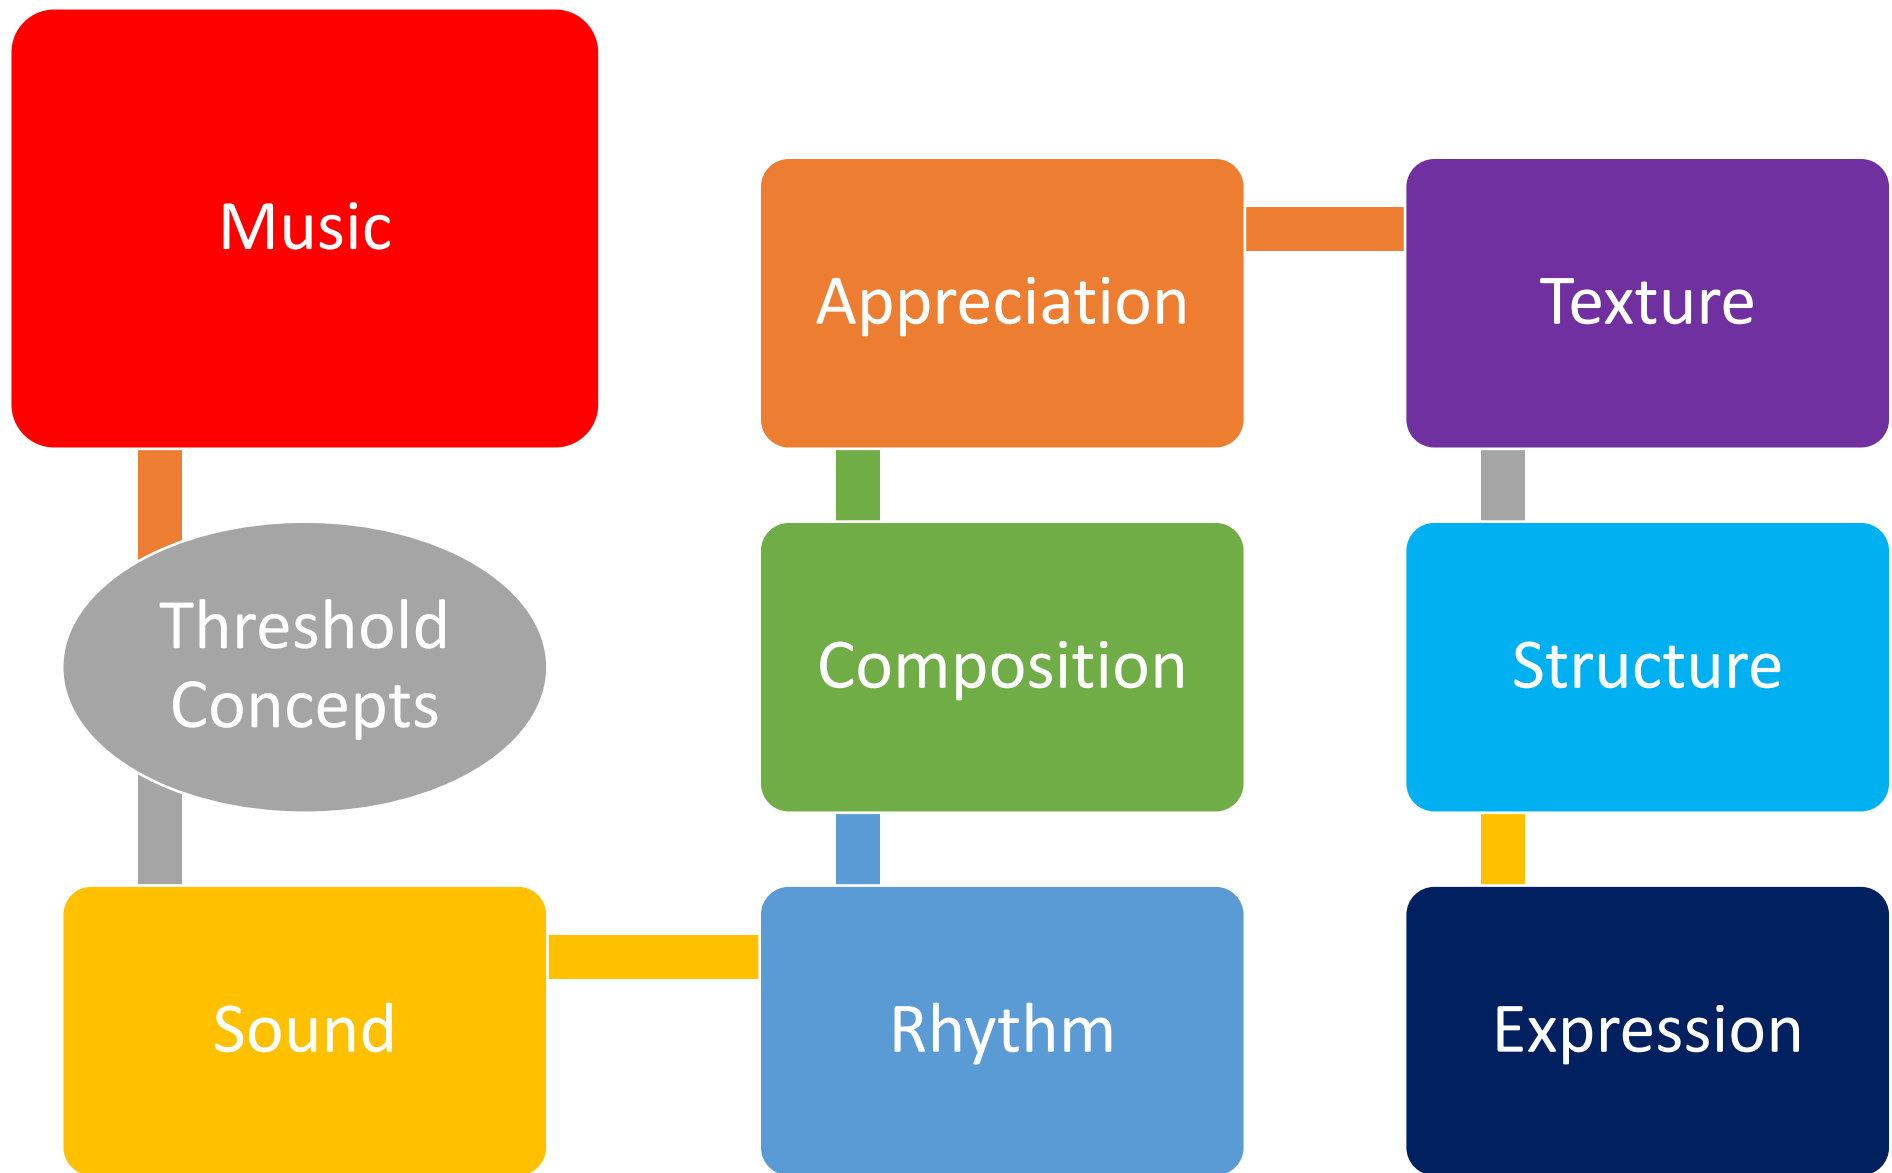 Music
Threshold
Concepts
Sound
Rhythm
Composition
Appreciation
Texture
Structure
Expression